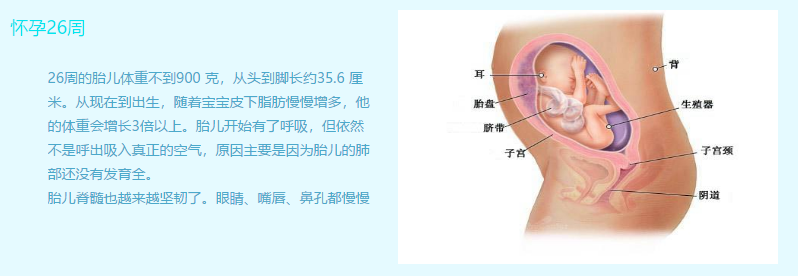 怀孕26周
26周的胎儿体重不到900 克，从头到脚长约35.6 厘
米。从现在到出生，随着宝宝皮下脂肪慢慢增多，他
的体重会增长3倍以上。胎儿开始有了呼吸，但依然
不是呼出吸入真正的空气，原因主要是因为胎儿的肺
部还没有发育全。
胎儿脊髓也越来越坚韧了。眼睛、嘴唇、鼻孔都慢慢
耳
背
胎盘
生殖器
脐带
子宫
子宫颈
阴道